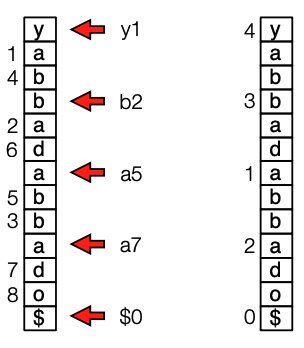 y y1 4 y
1 a a
4 b b
b b2 3 b
2 a a
6 d d
a a5 1 a
5 b b
3 b b
a a7 2 a
7 d d
8 o o
$ $0 0 $